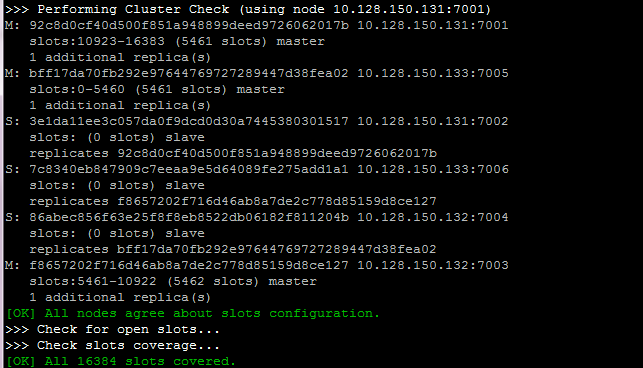 >>> Performing Cluster Check (using node 10.128.150.131:7001)
M: 92c8d0cf40d500f851a948899deed9726062017b 10.128.150.131:7001
slots:10923-16383 (5461 slots) master
1 additional replica(s)
M: bff17da70fb292e97644769727289447d38fea02 10.128.150.133:7005
slots:0-5460 (5461 slots) master
1 additional replica(s)
S: 3e1da11ee3c057da0f9dcd0d30a7445380301517 10.128.150.131:7002
slots: (0 slots) slave
replicates 92c8d0cf40d500f851a948899deed9726062017b
S: 7c8340eb847909c7eeaa9e5d64089fe275add1a1 10.128.150.133:7006
slots: (0 slots) slave
replicates f8657202f716d46ab8a7de2c778d85159d8ce127
S: 86abec856f63e25f8f8eb8522db06182f811204b 10.128.150.132:7004
slots: (0 slots) slave
replicates bff17da70fb292e97644769727289447d38fea02
M: f8657202f716d46ab8a7de2c778d85159d8ce127 10.128.150.132:7003
slots:5461-10922 (5462 slots) master
1 additional replica(s)
[OK] All nodes agree about slots configuration.
>>> Check for open slots...
>>> Check slots coverage...
[OK] All 16384 slots covered.